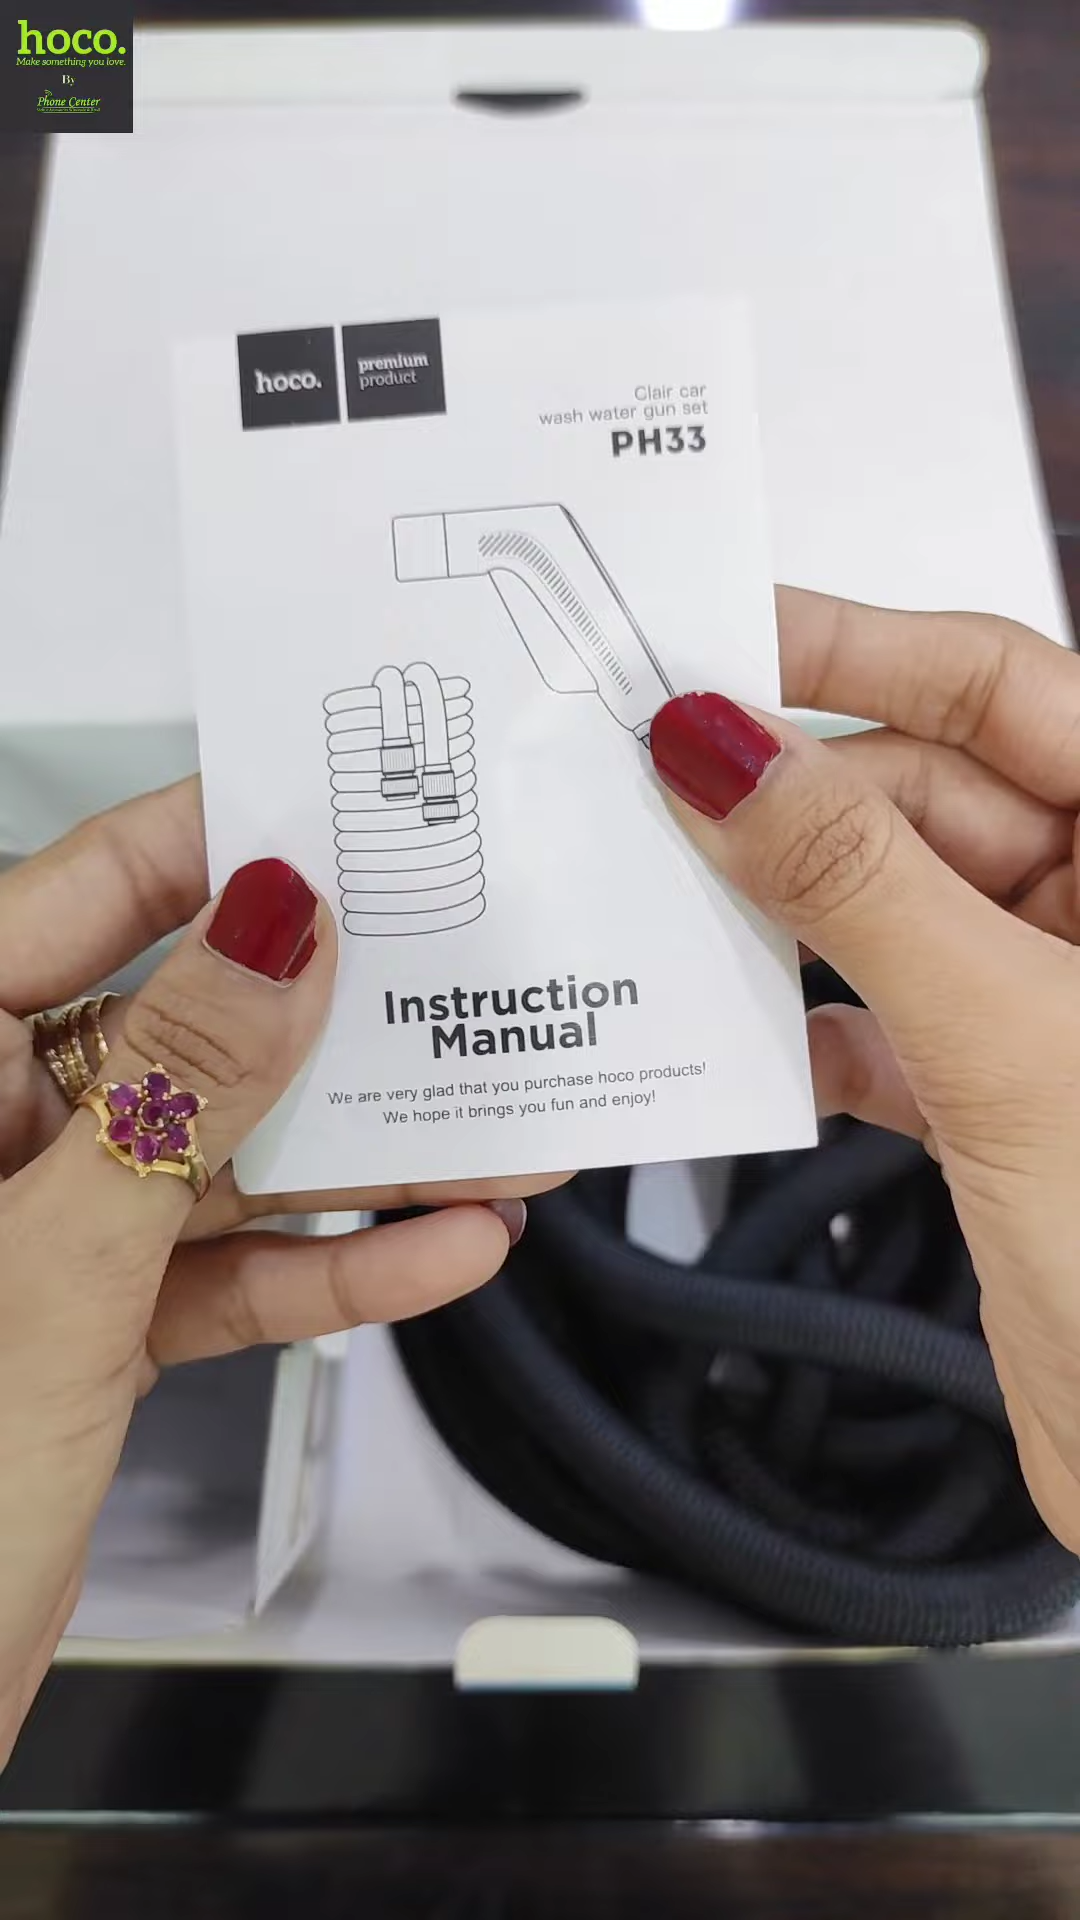 hoco.
Make something you love.
By
Phone Center
hoco.
premium
product
Clair car
wash water gun set
PH33
Instruction
Manual
We are very glad that you purchase hoco products!
We hope it brings you fun and enjoy!